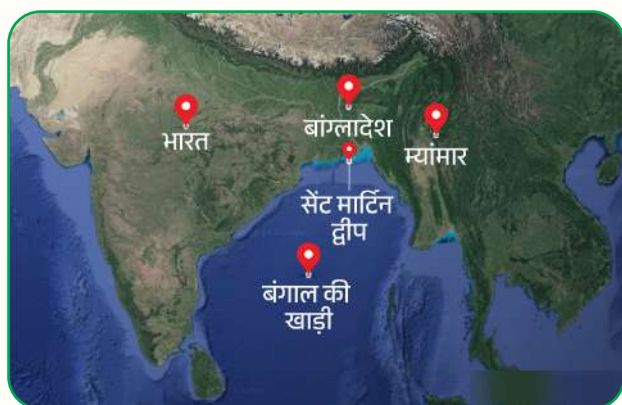 भारत
बांग्लादेश
म्यांमार
सेंट मार्टिन
द्वीप
बंगाल की
खाड़ी